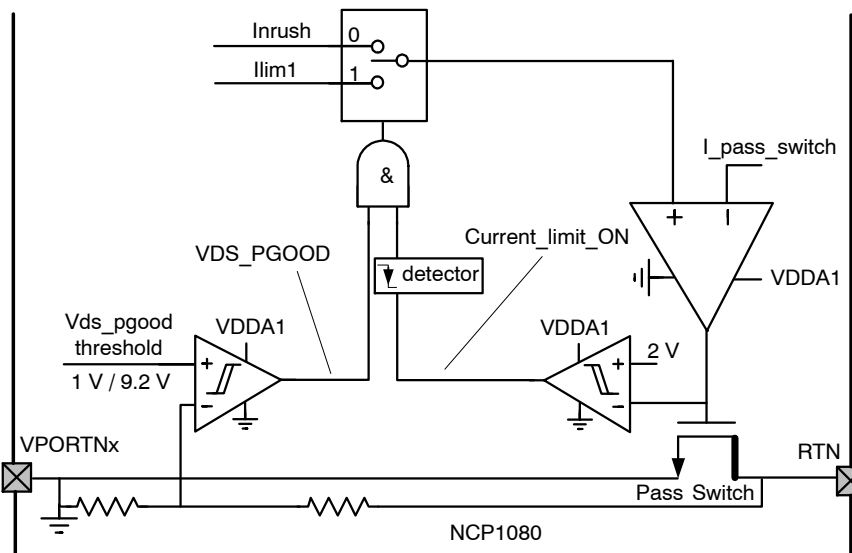 Inrush
0
Ilim1
1
I_pass_switch
&
+
−
Current_limit_ON
VDS_PGOOD
detector
VDDA1
Vds_pgood
threshold
1 V / 9.2 V
VDDA1
VDDA1
2 V
+
−
+
−
VPORTNx
RTN
Pass Switch
NCP1080